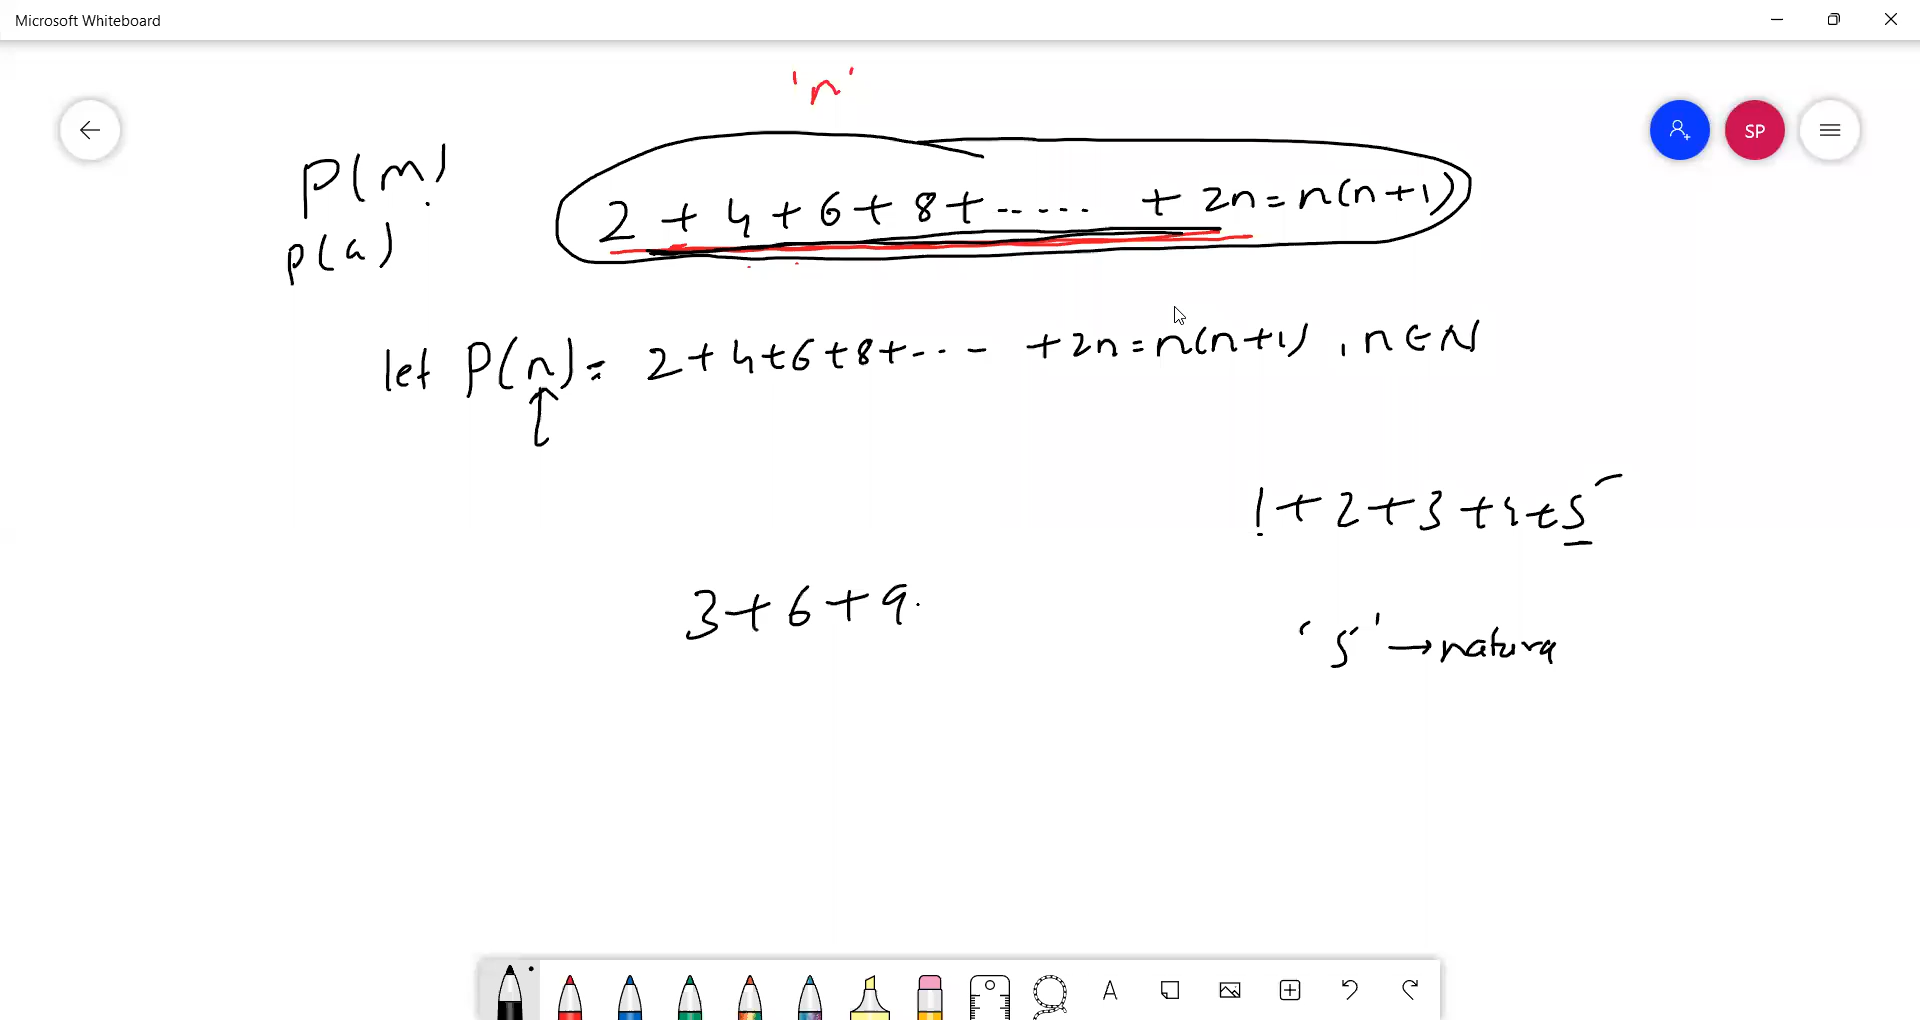 Microsoft Whiteboard
'n'
P(m)
2 + 4 + 6 + 8 + ..... + 2n = n(n+1)
SP
P(a)
let P(n) = 2+4+6+8+... - +2n = n(n+1) , n ∈ N
1+2+3+4+5
3+6+9.
'5' → natura
A